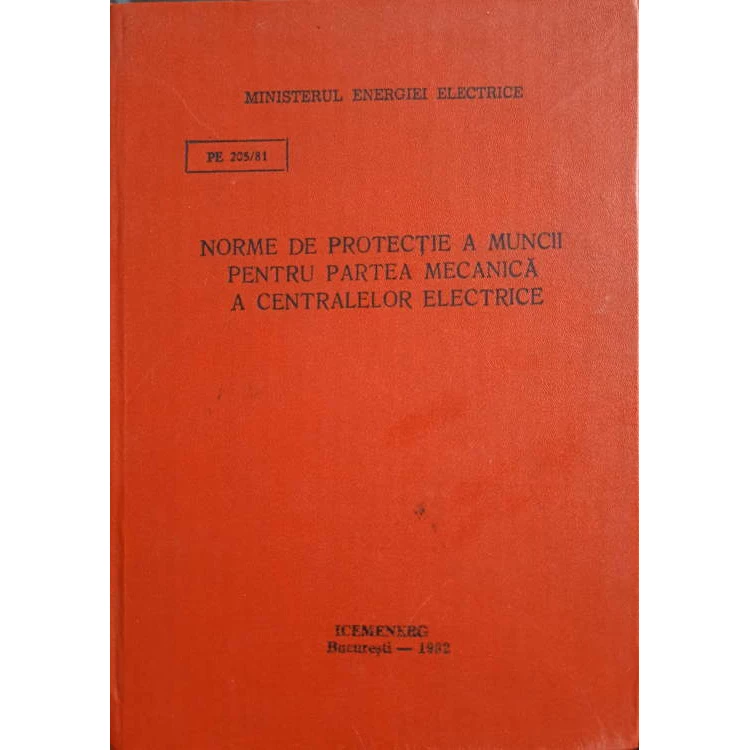 MINISTERUL ENERGIEI ELECTRICE
PE 205/81
NORME DE PROTECȚIE A MUNCII
PENTRU PARTEA MECANICĂ
A CENTRALELOR ELECTRICE
ICEMENERG
București — 1982